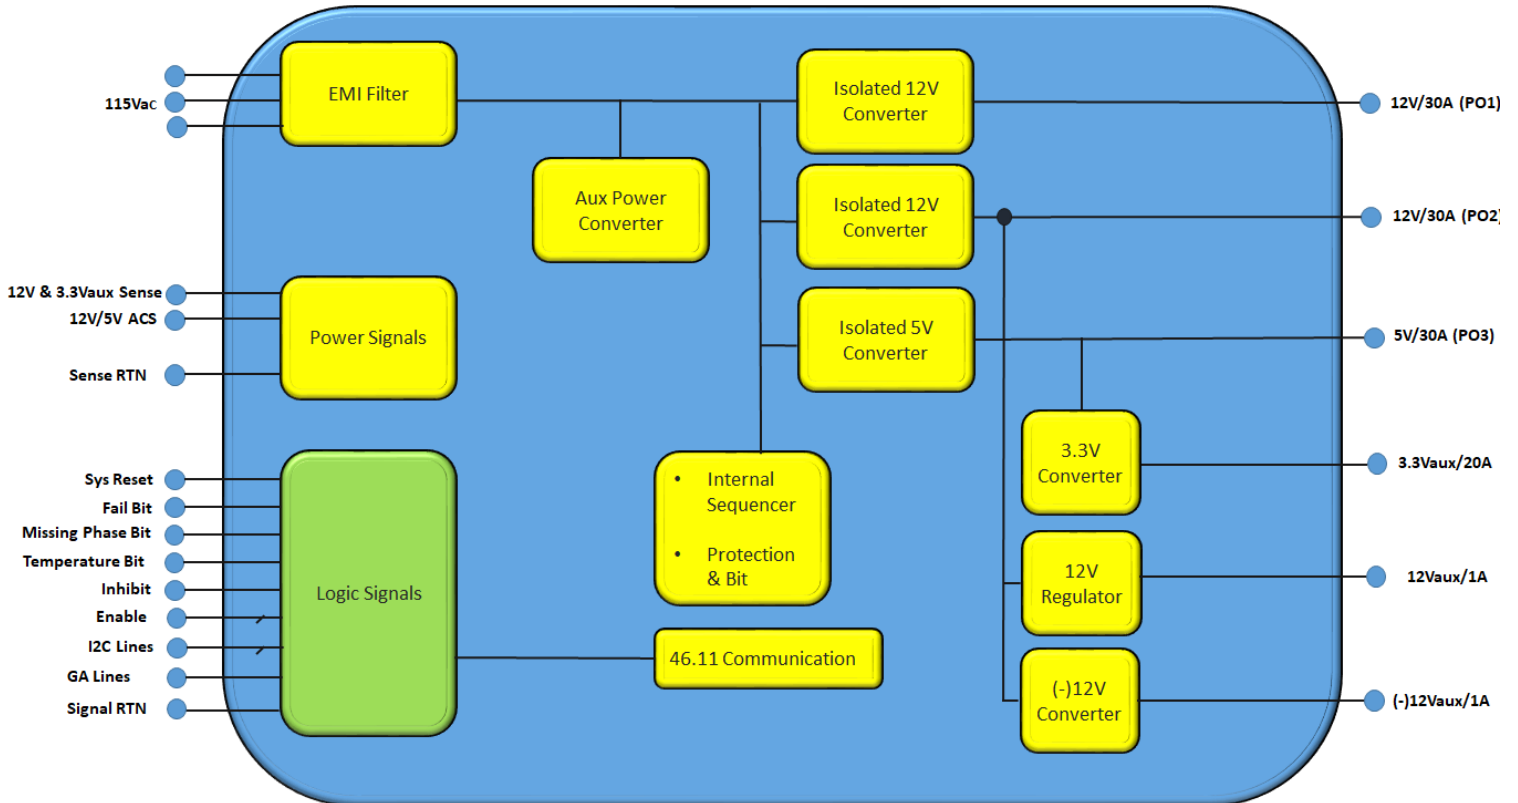 115Vac
EMI Filter
Isolated 12V
Converter
12V/30A (PO1)
Aux Power
Converter
Isolated 12V
Converter
12V/30A (PO2)
12V & 3.3Vaux Sense
12V/5V ACS
Sense RTN
Power Signals
Isolated 5V
Converter
5V/30A (PO3)
3.3V
Converter
3.3Vaux/20A
Sys Reset
Fail Bit
Missing Phase Bit
Temperature Bit
Inhibit
Enable
I2C Lines
GA Lines
Signal RTN
Logic Signals
• Internal
Sequencer
• Protection
& Bit
12V
Regulator
12Vaux/1A
46.11 Communication
(-)12V
Converter
(-)12Vaux/1A